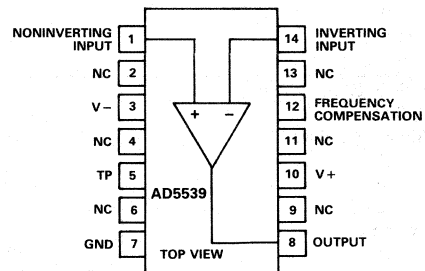 NONINVERTING
INPUT
1
NC
2
V−
3
NC
4
TP
5
NC
6
GND
7
+ −
AD5539
TOP VIEW
14
INVERTING
INPUT
13
NC
12
FREQUENCY
COMPENSATION
11
NC
10
V+
9
NC
8
OUTPUT